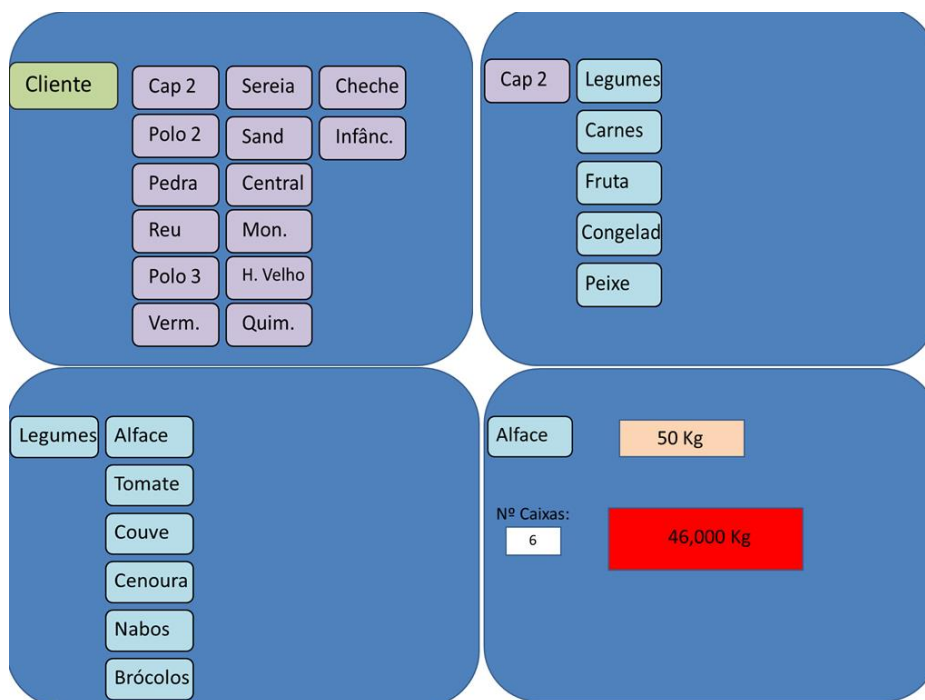 Cliente
Cap 2 Sereia Cheche
Polo 2 Sand Infânc.
Pedra Central
Reu Mon.
Polo 3 H. Velho
Verm. Quim.
Cap 2 Legumes
Carnes
Fruta
Congelad
Peixe
Legumes Alface
Tomate
Couve
Cenoura
Nabos
Brócolos
Alface 50 Kg
Nº Caixas:
6
46,000 Kg